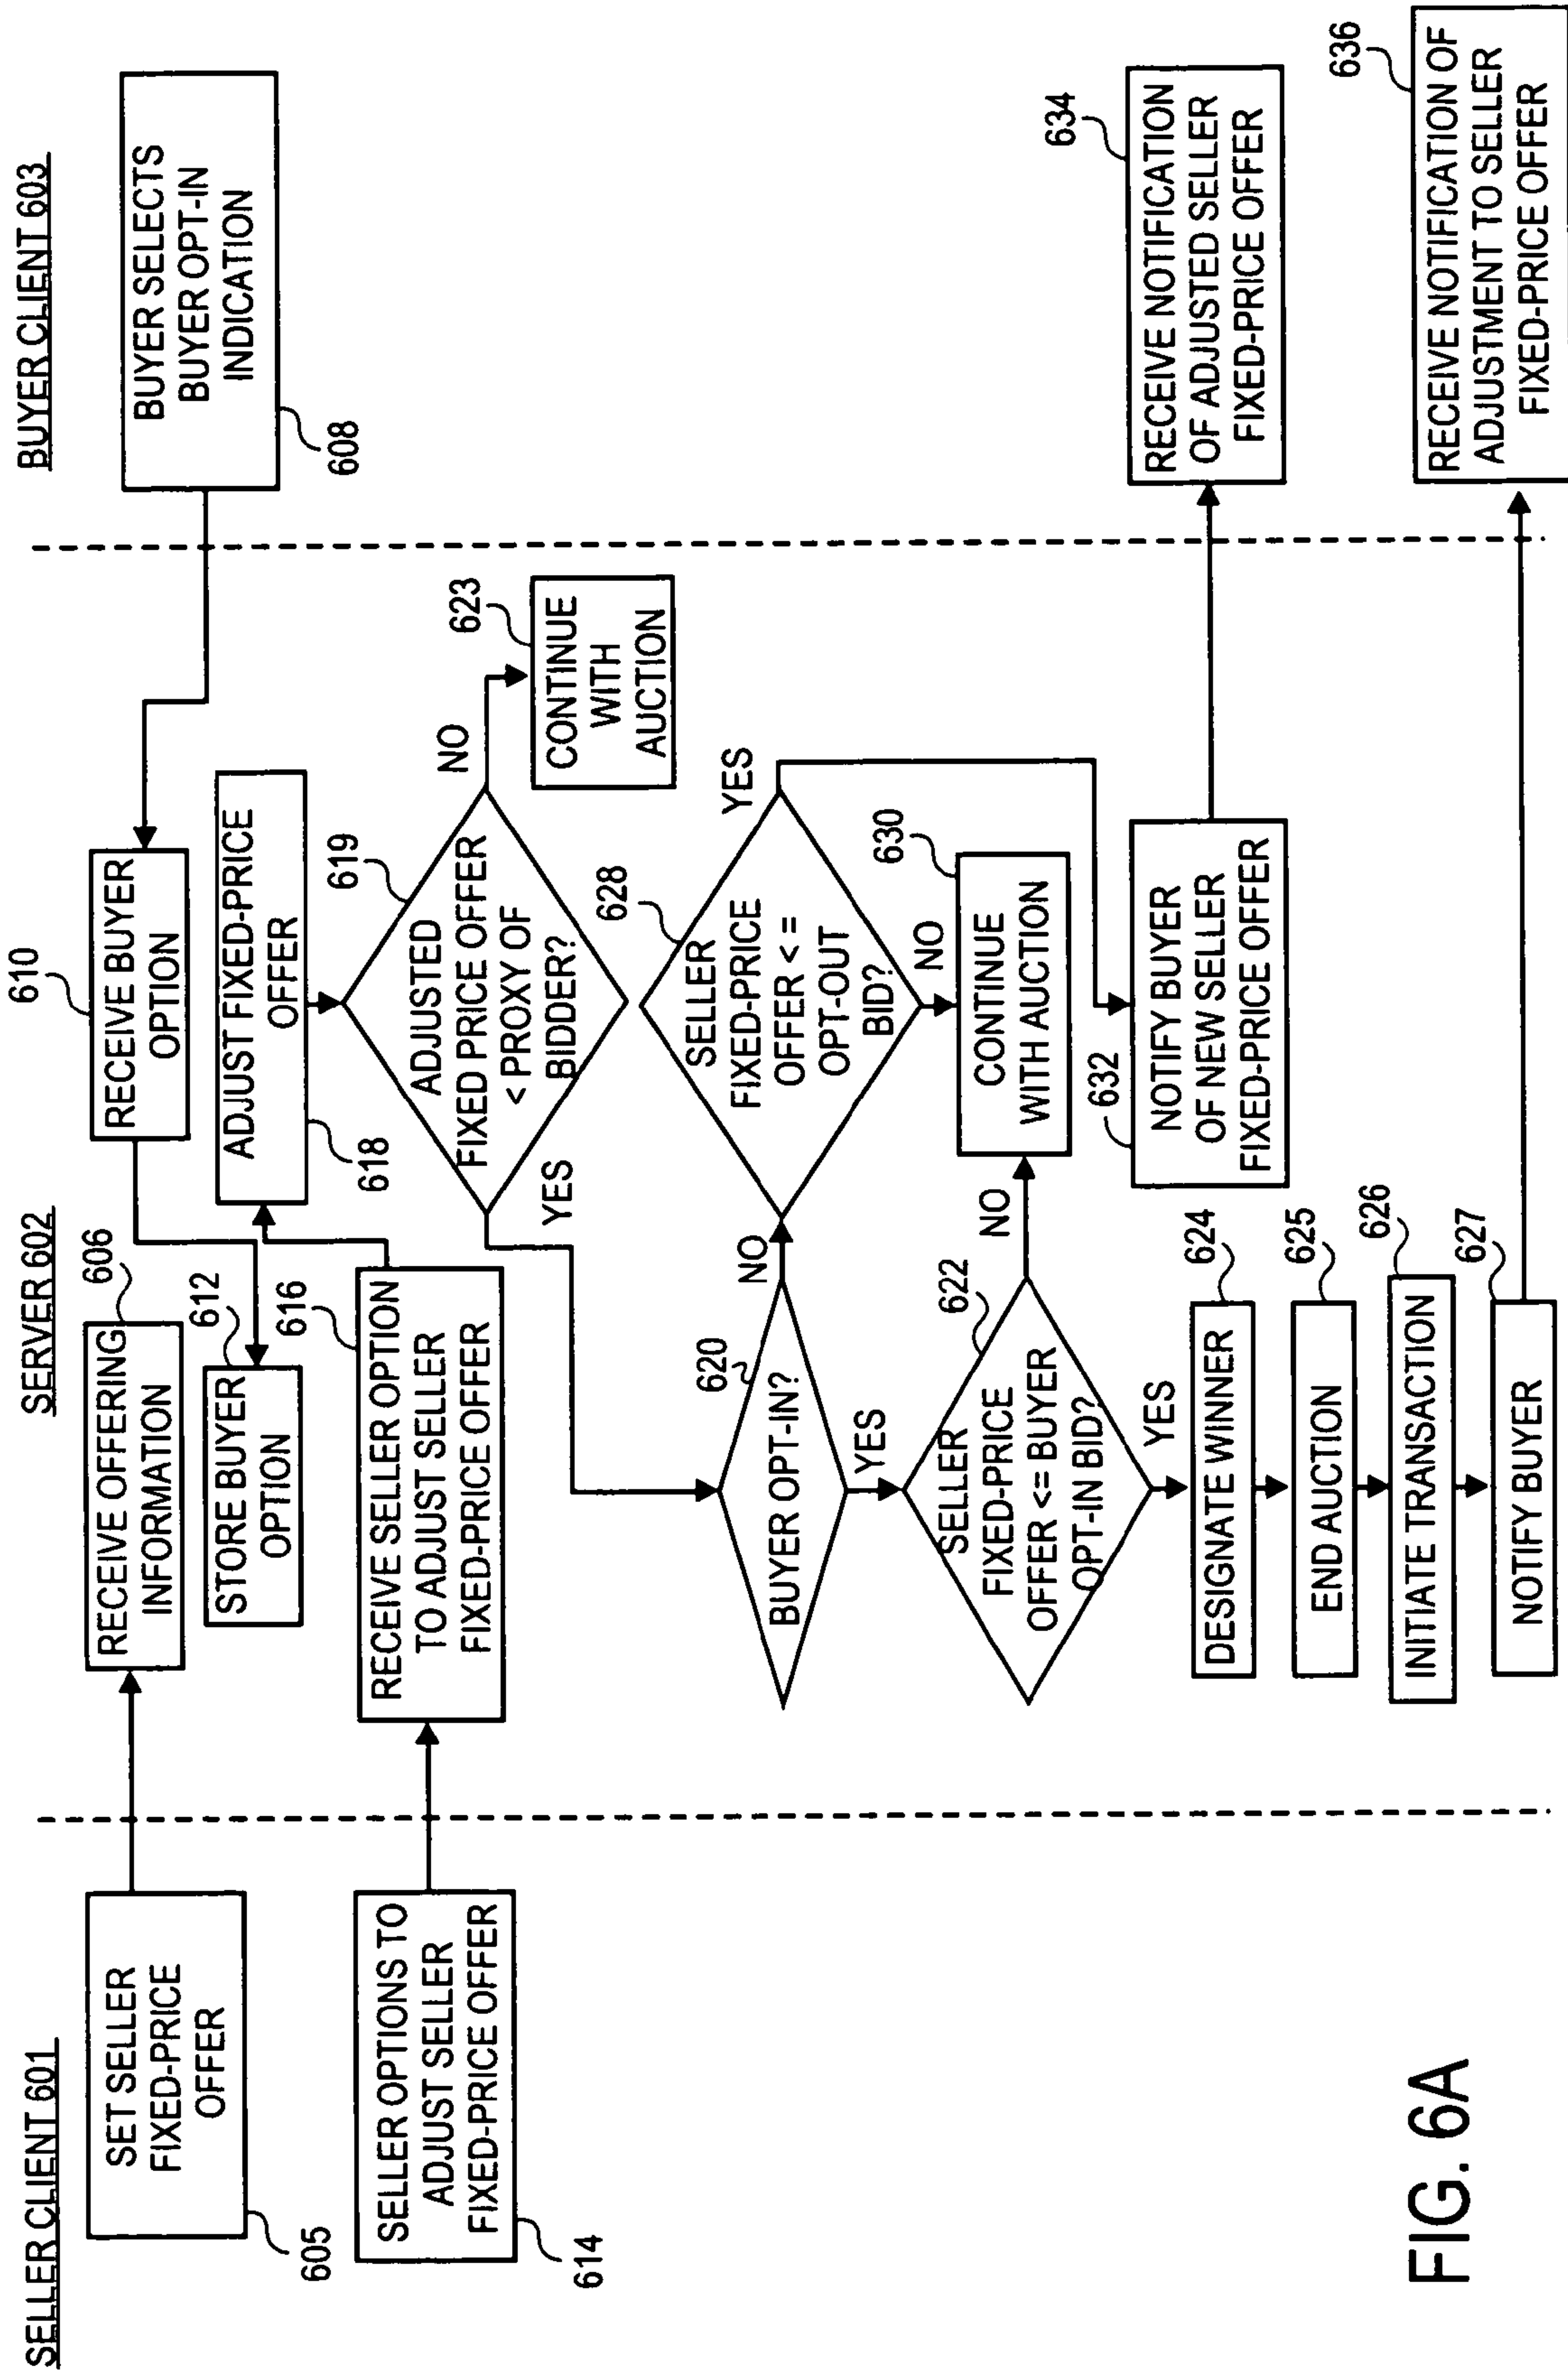 SELLER CLIENT 601
SET SELLER
FIXED-PRICE
OFFER
605
SELLER OPTIONS TO
ADJUST SELLER
FIXED-PRICE OFFER
614
SERVER 602
RECEIVE OFFERING
INFORMATION
606
RECEIVE BUYER
OPTION
610
STORE BUYER
OPTION
612
RECEIVE SELLER OPTION
TO ADJUST SELLER
FIXED-PRICE OFFER
616
ADJUST FIXED-PRICE
OFFER
618
ADJUSTED
FIXED PRICE OFFER
< PROXY OF
BIDDER?
619
NO
CONTINUE
WITH
AUCTION
623
YES
BUYER OPT-IN?
620
NO
SELLER
FIXED-PRICE
OFFER < =
OPT-OUT
BID?
628
YES
NO
YES
SELLER
FIXED-PRICE
OFFER <= BUYER
OPT-IN BID?
622
NO
CONTINUE
WITH AUCTION
630
YES
NOTIFY BUYER
OF NEW SELLER
FIXED-PRICE OFFER
632
DESIGNATE WINNER
624
END AUCTION
625
INITIATE TRANSACTION
626
NOTIFY BUYER
627
BUYER CLIENT 603
BUYER SELECTS
BUYER OPT-IN
INDICATION
608
RECEIVE NOTIFICATION
OF ADJUSTED SELLER
FIXED-PRICE OFFER
634
RECEIVE NOTIFICATION OF
ADJUSTMENT TO SELLER
FIXED-PRICE OFFER
636
FIG. 6A